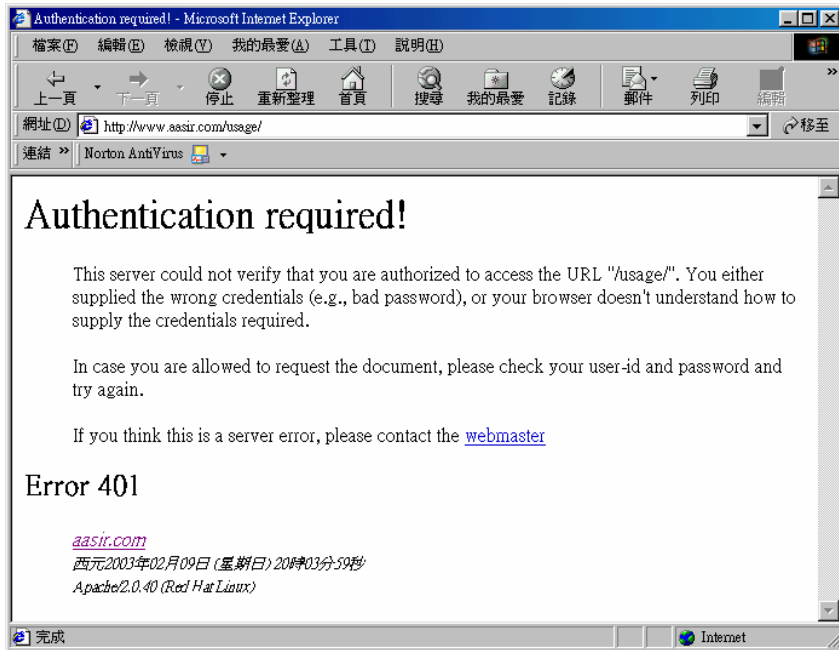 Authentication required! - Microsoft Internet Explorer
檔案(F) 編輯(E) 檢視(V) 我的最愛(A) 工具(T) 說明(H)
上一頁 下一頁 停止 重新整理 首頁 搜尋 我的最愛 記錄 郵件 列印 編輯 »
網址(D) http://www.aasir.com/usage/ 移至
連結 » Norton AntiVirus
Authentication required!
This server could not verify that you are authorized to access the URL "/usage/". You either
supplied the wrong credentials (e.g., bad password), or your browser doesn't understand how to
supply the credentials required.
In case you are allowed to request the document, please check your user-id and password and
try again.
If you think this is a server error, please contact the webmaster
Error 401
aasir.com
西元2003年02月09日 (星期日) 20時03分59秒
Apache/2.0.40 (Red Hat Linux)
完成 Internet